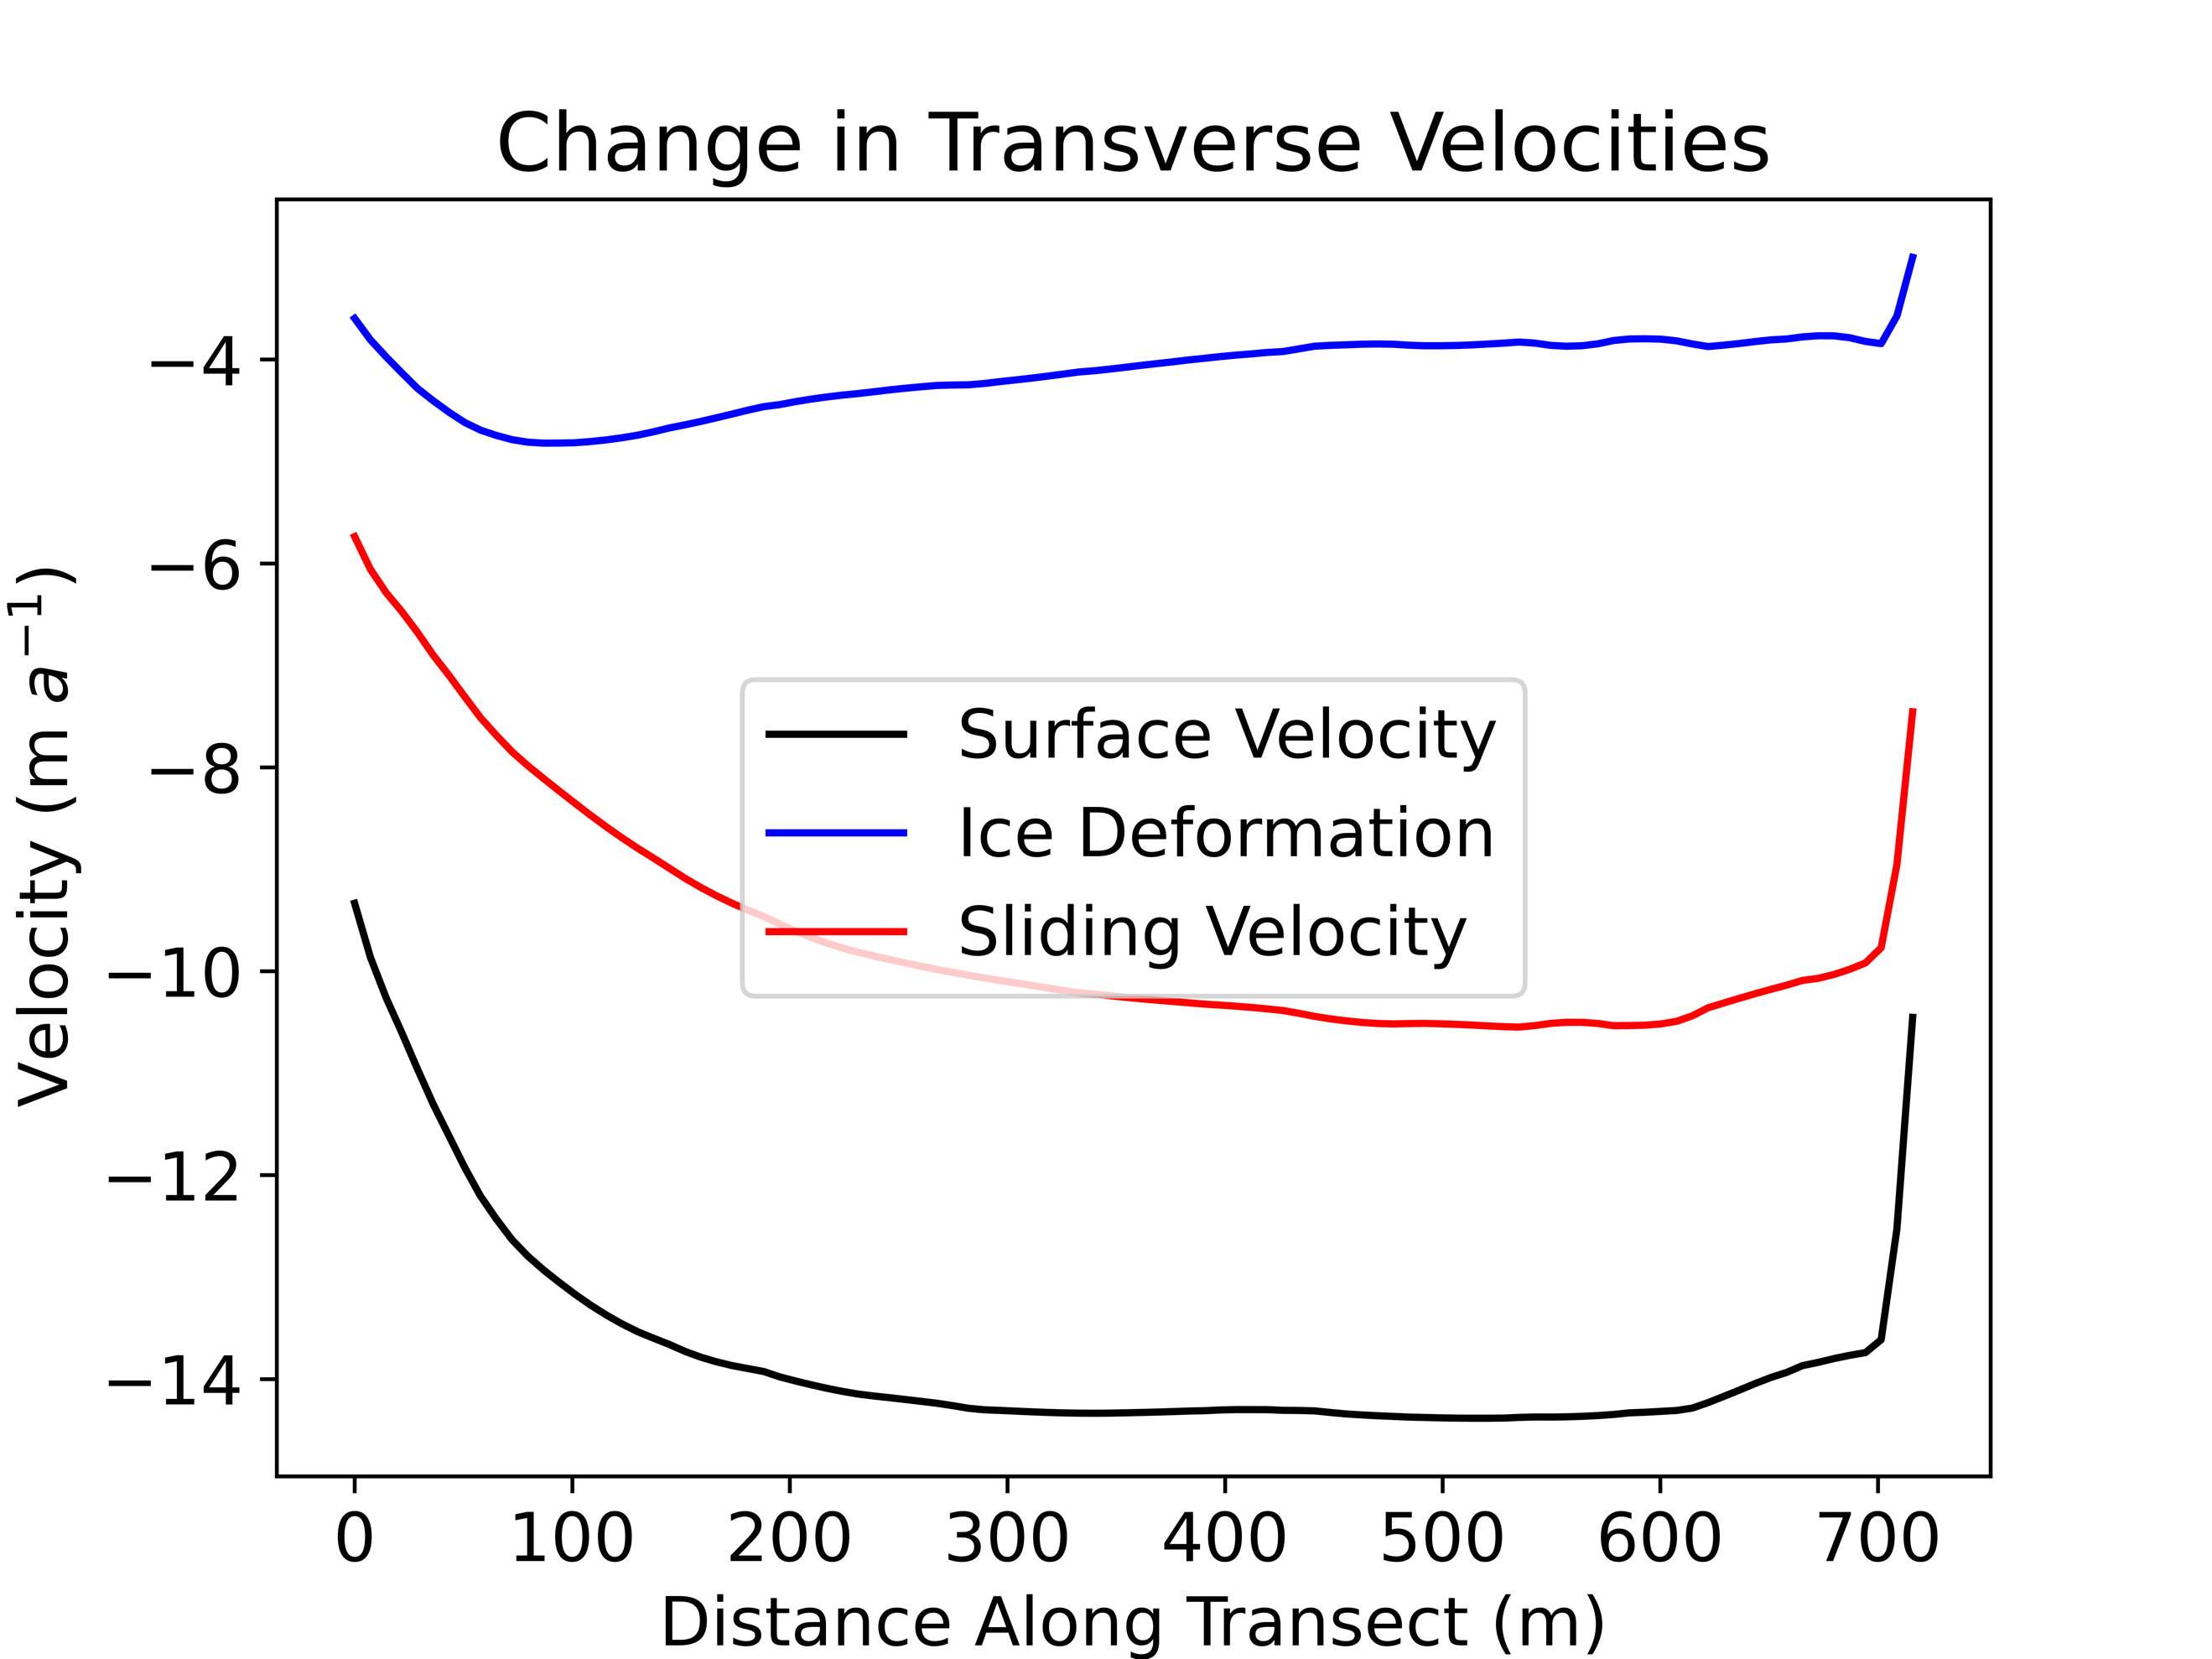 Change in Transverse Velocities
Velocity (m a⁻¹)
−4
−6
−8
−10
−12
−14
Surface Velocity
Ice Deformation
Sliding Velocity
0 100 200 300 400 500 600 700
Distance Along Transect (m)